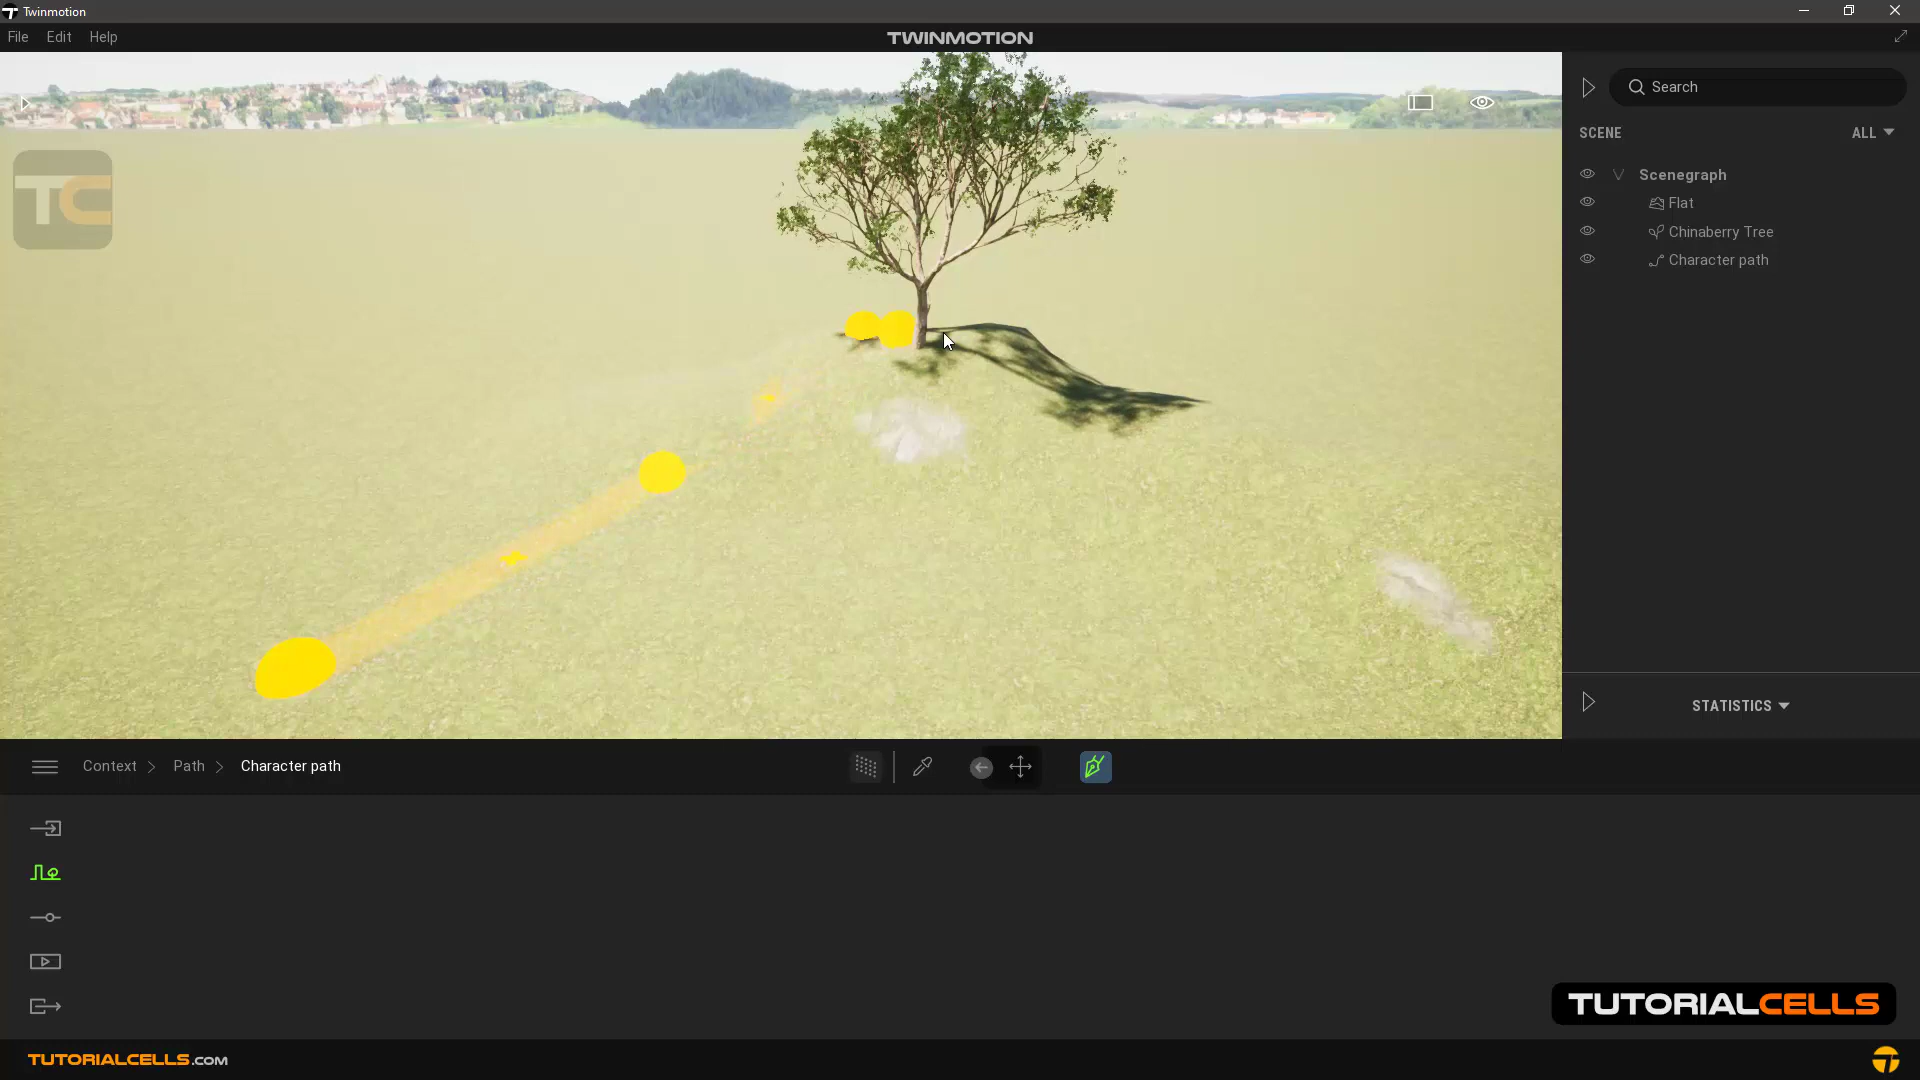 Twinmotion
File Edit Help
TWINMOTION
TC
Search
SCENE
ALL
Scenegraph
Flat
Chinaberry Tree
Character path
STATISTICS
Context > Path > Character path
TUTORIALCELLS
TUTORIALCELLS.COM